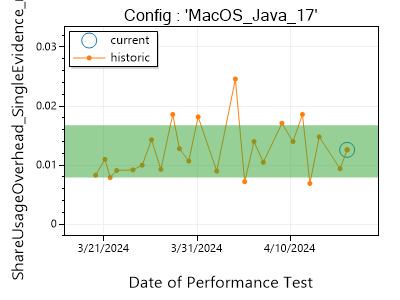 Config : 'MacOS_Java_17'
current
historic
0.03
0.02
0.01
0
3/21/2024
3/31/2024
4/10/2024
Date of Performance Test